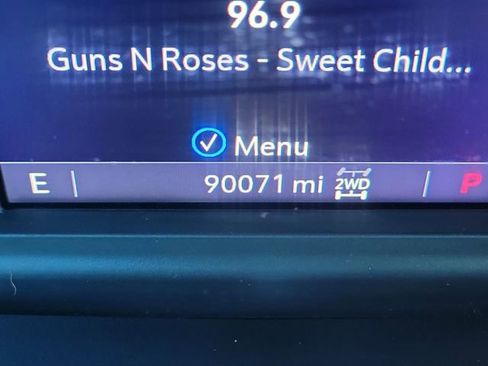 96.9
Guns N Roses - Sweet Child...
Menu
E 90071 mi 2WD P